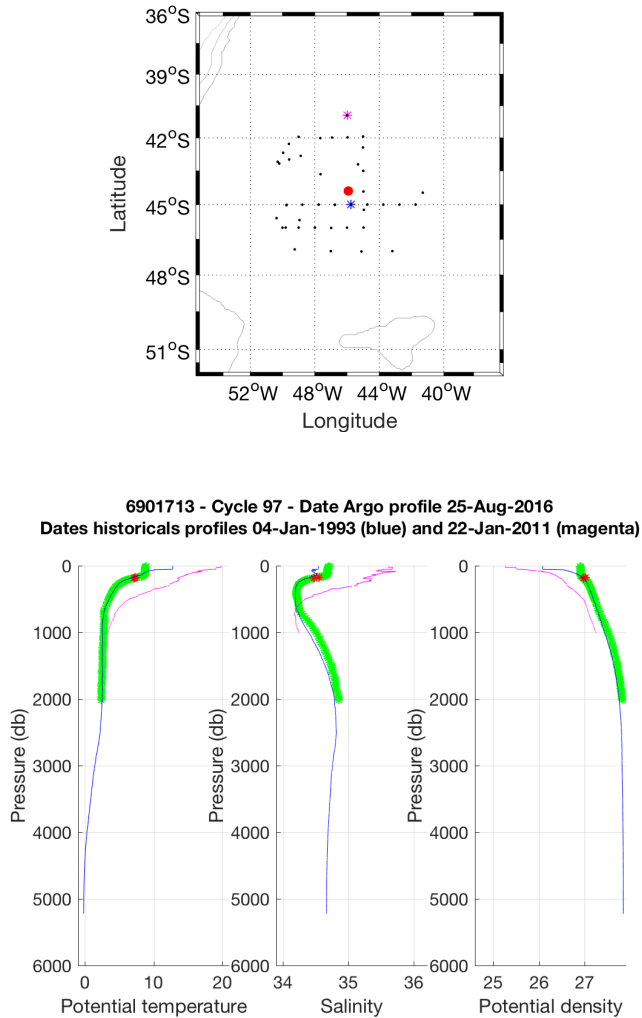 36°S
39°S
42°S
45°S
48°S
51°S
Latitude
52°W 48°W 44°W 40°W
Longitude
6901713 - Cycle 97 - Date Argo profile 25-Aug-2016
Dates historicals profiles 04-Jan-1993 (blue) and 22-Jan-2011 (magenta)
0
1000
2000
3000
4000
5000
6000
Pressure (db)
0 10 20
Potential temperature
0
1000
2000
3000
4000
5000
6000
Pressure (db)
34 35 36
Salinity
0
1000
2000
3000
4000
5000
6000
Pressure (db)
25 26 27
Potential density